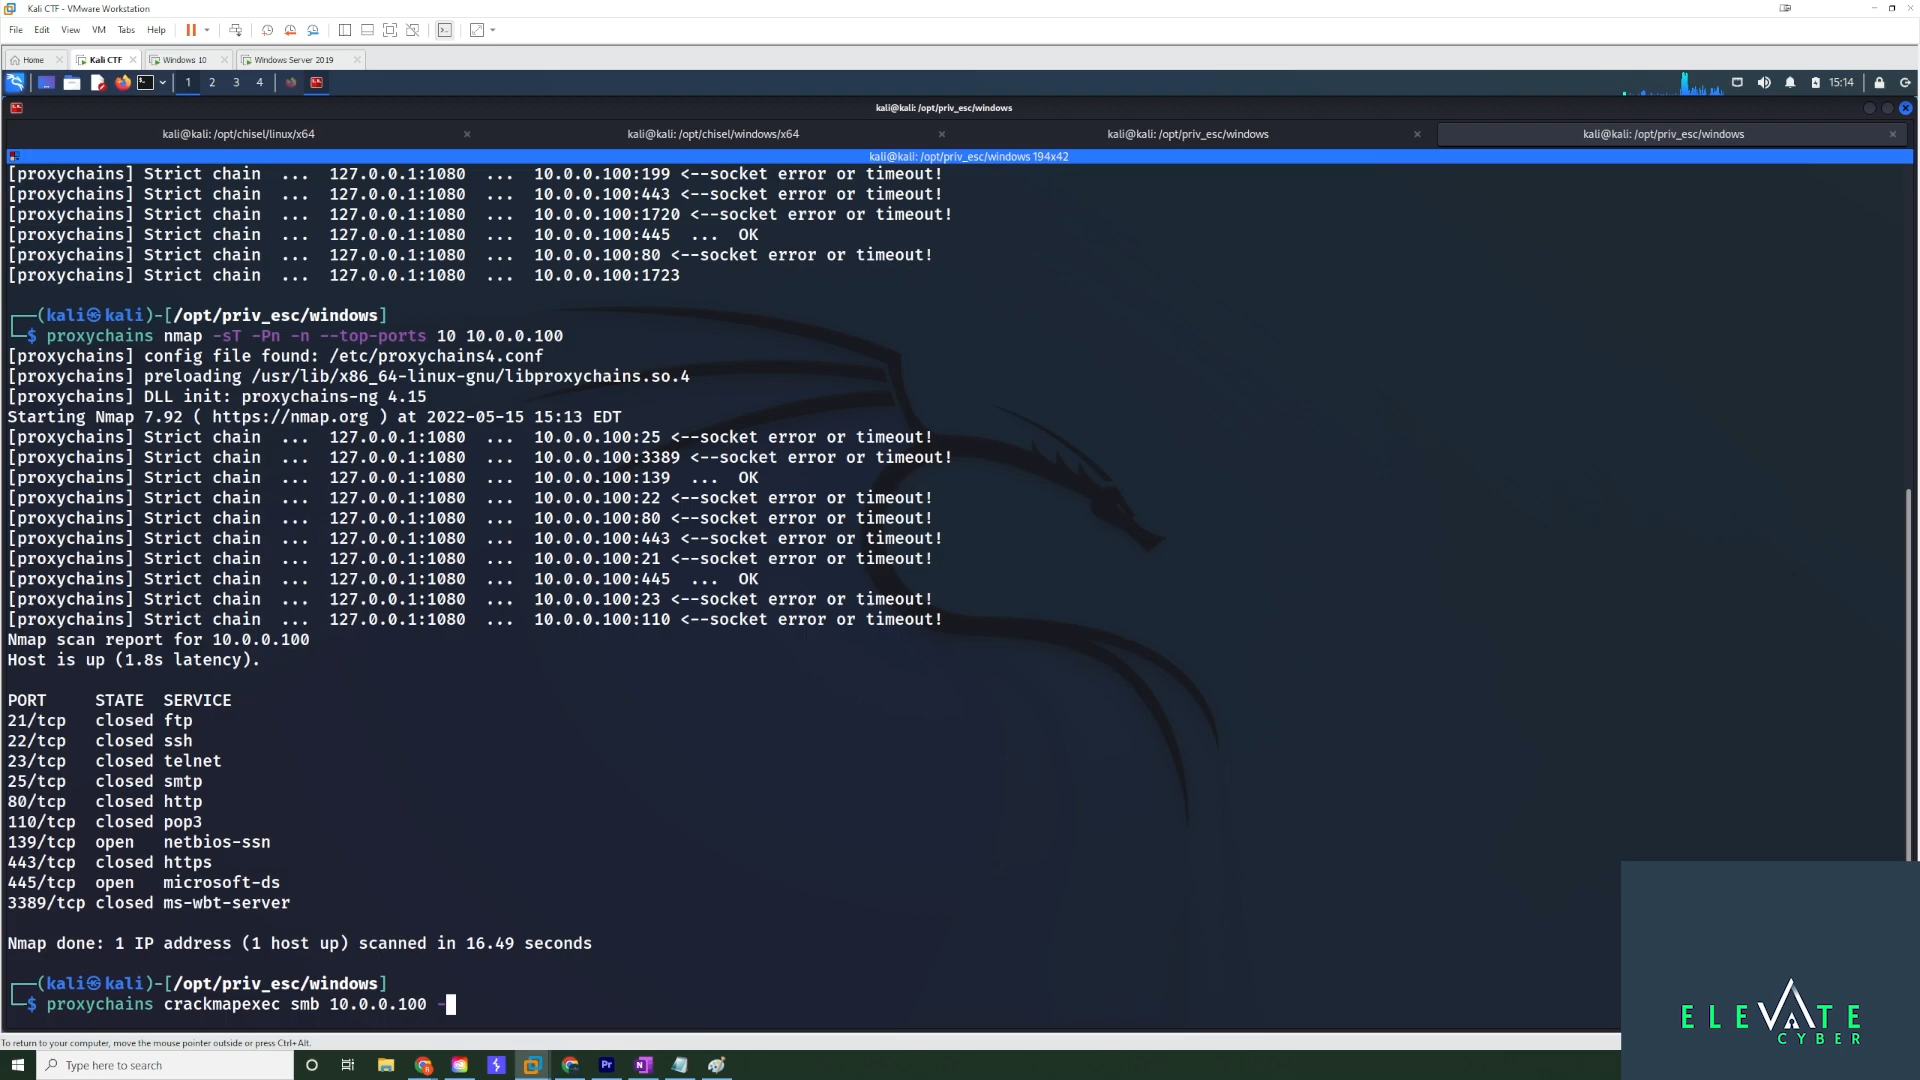 Kali CTF - VMware Workstation
File Edit View VM Tabs Help
Home Kali CTF Windows 10 Windows Server 2019
1 2 3 4 15:14
kali@kali: /opt/priv_esc/windows
kali@kali: /opt/chisel/linux/x64 kali@kali: /opt/chisel/windows/x64 kali@kali: /opt/priv_esc/windows kali@kali: /opt/priv_esc/windows
kali@kali: /opt/priv_esc/windows 194x42
[proxychains] Strict chain ... 127.0.0.1:1080 ... 10.0.0.100:199 <--socket error or timeout!
[proxychains] Strict chain ... 127.0.0.1:1080 ... 10.0.0.100:443 <--socket error or timeout!
[proxychains] Strict chain ... 127.0.0.1:1080 ... 10.0.0.100:1720 <--socket error or timeout!
[proxychains] Strict chain ... 127.0.0.1:1080 ... 10.0.0.100:445 ... OK
[proxychains] Strict chain ... 127.0.0.1:1080 ... 10.0.0.100:80 <--socket error or timeout!
[proxychains] Strict chain ... 127.0.0.1:1080 ... 10.0.0.100:1723
┌──(kali㉿kali)-[/opt/priv_esc/windows]
└─$ proxychains nmap -sT -Pn -n --top-ports 10 10.0.0.100
[proxychains] config file found: /etc/proxychains4.conf
[proxychains] preloading /usr/lib/x86_64-linux-gnu/libproxychains.so.4
[proxychains] DLL init: proxychains-ng 4.15
Starting Nmap 7.92 ( https://nmap.org ) at 2022-05-15 15:13 EDT
[proxychains] Strict chain ... 127.0.0.1:1080 ... 10.0.0.100:25 <--socket error or timeout!
[proxychains] Strict chain ... 127.0.0.1:1080 ... 10.0.0.100:3389 <--socket error or timeout!
[proxychains] Strict chain ... 127.0.0.1:1080 ... 10.0.0.100:139 ... OK
[proxychains] Strict chain ... 127.0.0.1:1080 ... 10.0.0.100:22 <--socket error or timeout!
[proxychains] Strict chain ... 127.0.0.1:1080 ... 10.0.0.100:80 <--socket error or timeout!
[proxychains] Strict chain ... 127.0.0.1:1080 ... 10.0.0.100:443 <--socket error or timeout!
[proxychains] Strict chain ... 127.0.0.1:1080 ... 10.0.0.100:21 <--socket error or timeout!
[proxychains] Strict chain ... 127.0.0.1:1080 ... 10.0.0.100:445 ... OK
[proxychains] Strict chain ... 127.0.0.1:1080 ... 10.0.0.100:23 <--socket error or timeout!
[proxychains] Strict chain ... 127.0.0.1:1080 ... 10.0.0.100:110 <--socket error or timeout!
Nmap scan report for 10.0.0.100
Host is up (1.8s latency).
PORT STATE SERVICE
21/tcp closed ftp
22/tcp closed ssh
23/tcp closed telnet
25/tcp closed smtp
80/tcp closed http
110/tcp closed pop3
139/tcp open netbios-ssn
443/tcp closed https
445/tcp open microsoft-ds
3389/tcp closed ms-wbt-server
Nmap done: 1 IP address (1 host up) scanned in 16.49 seconds
┌──(kali㉿kali)-[/opt/priv_esc/windows]
└─$ proxychains crackmapexec smb 10.0.0.100 -
ELEVATE
CYBER
To return to your computer, move the mouse pointer outside or press Ctrl+Alt.
Type here to search